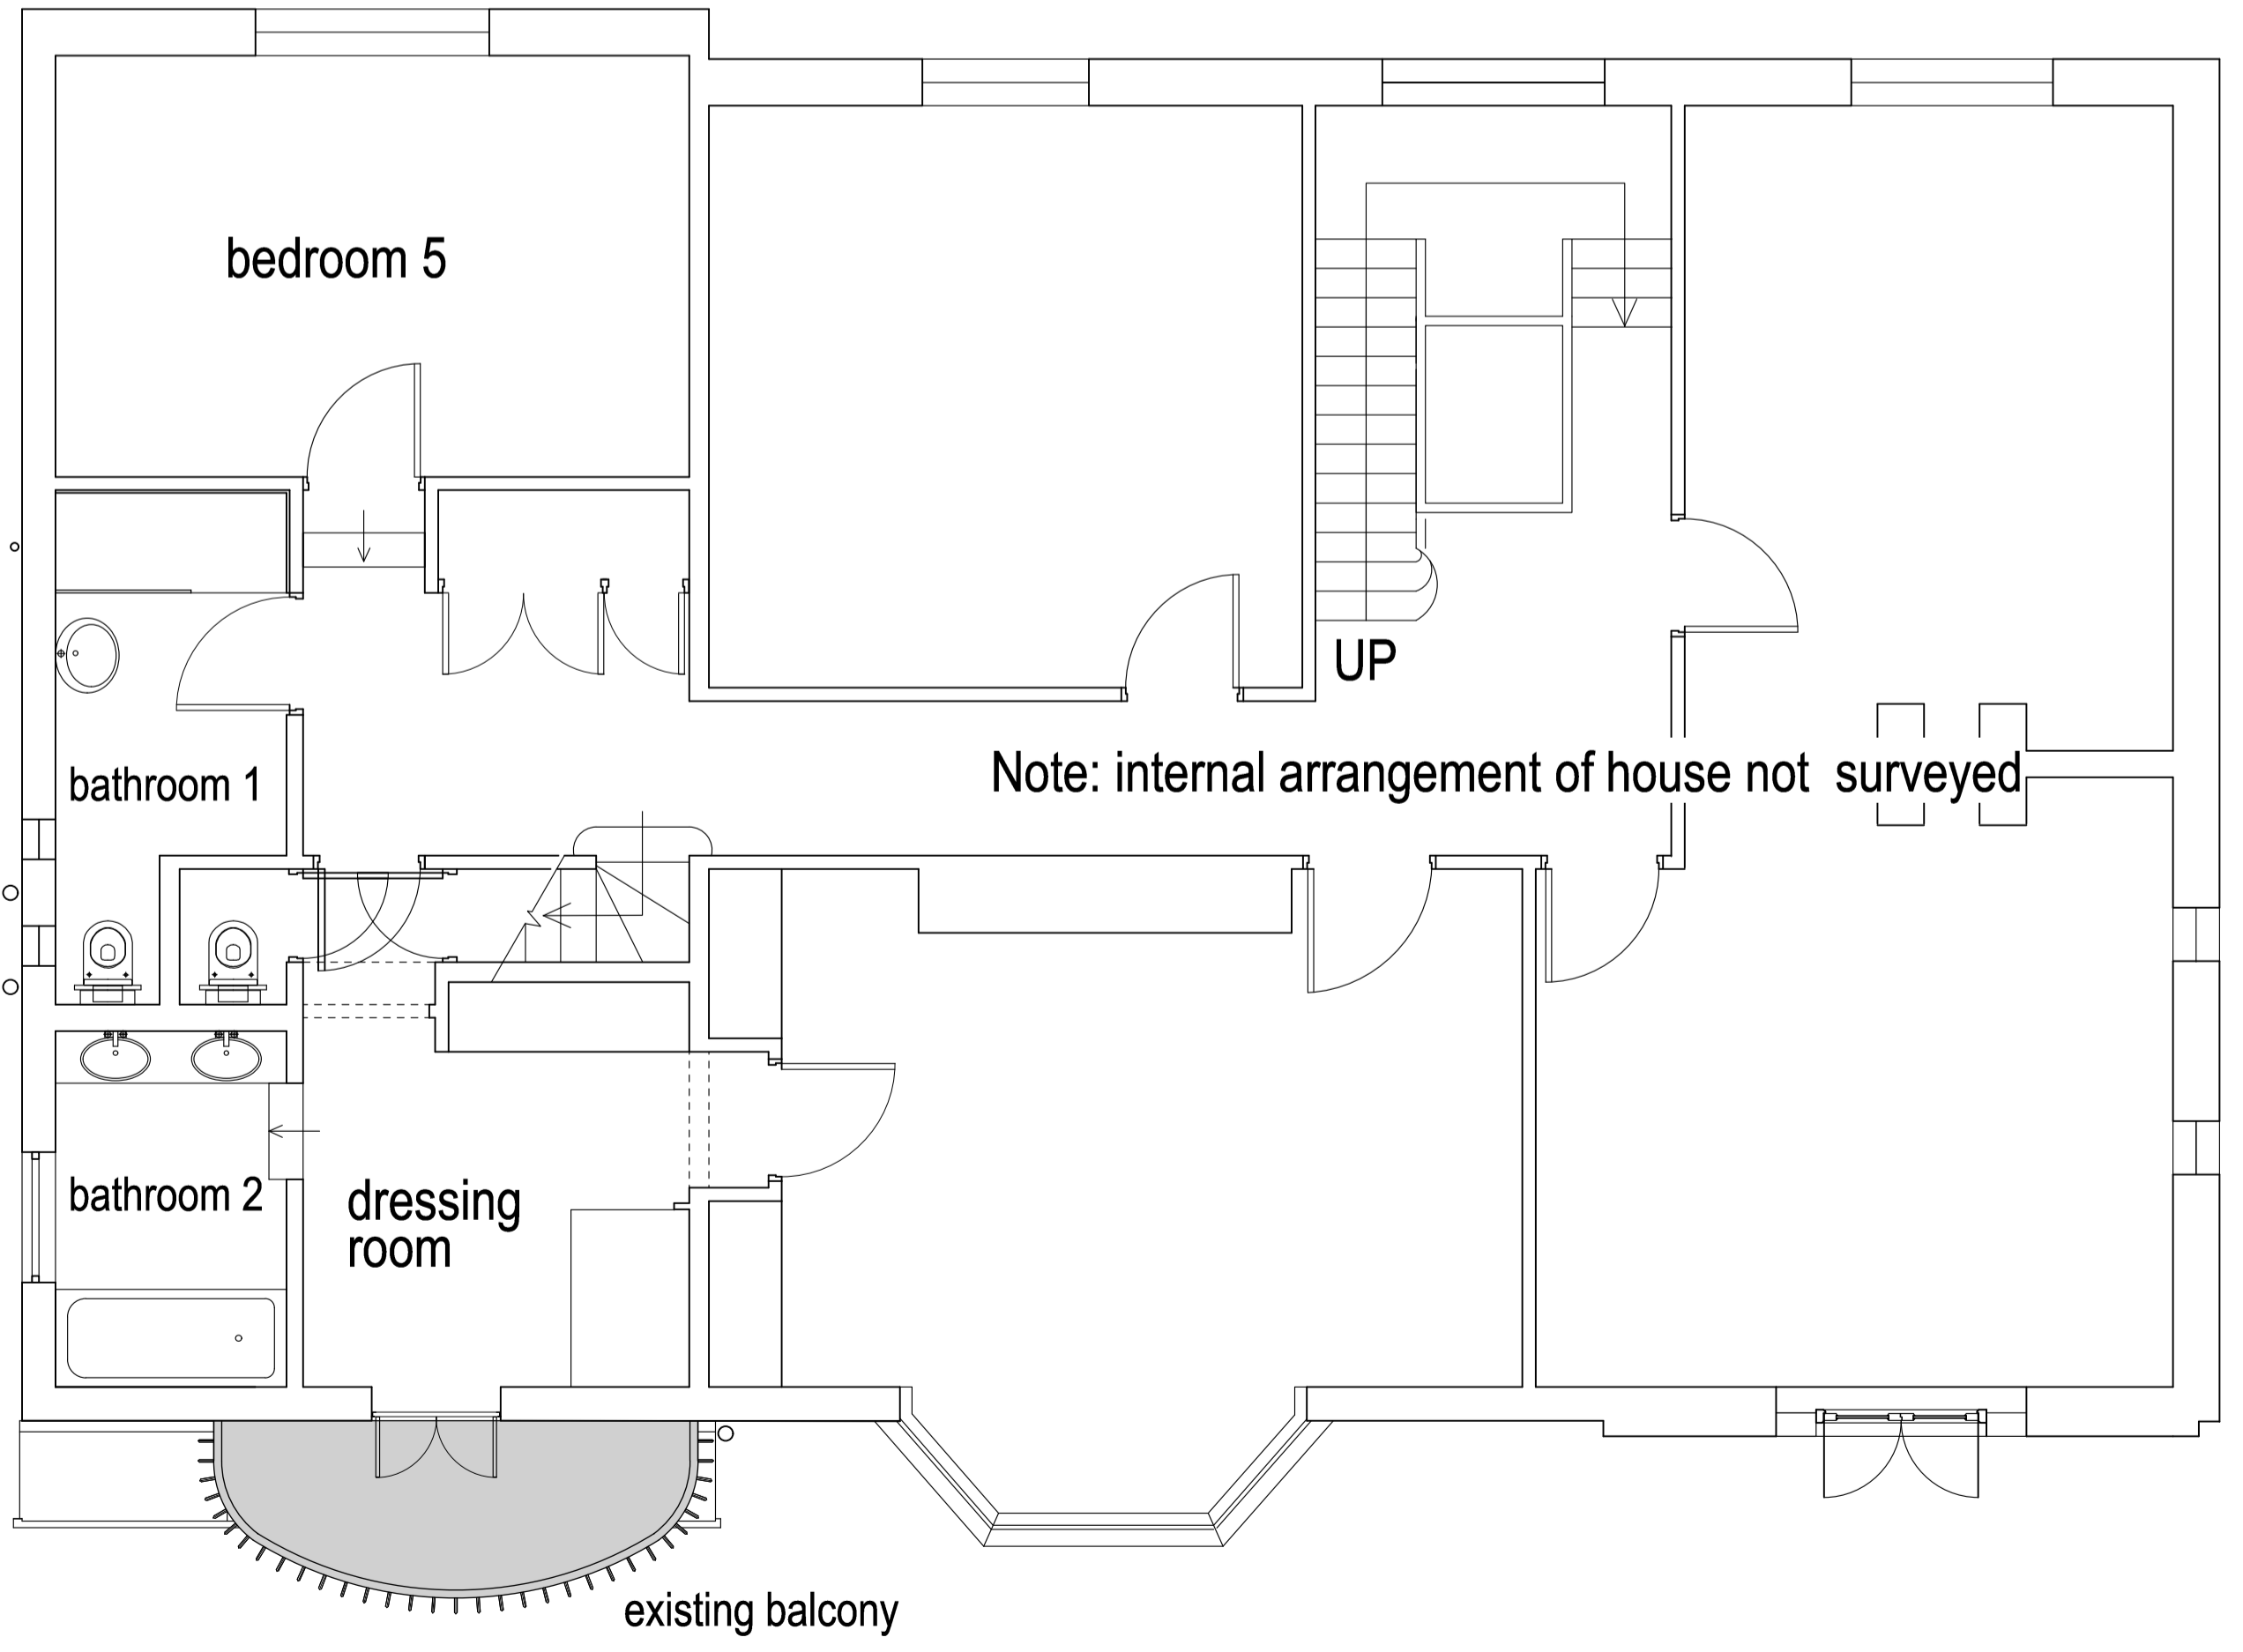 bedroom 5
UP
Note: internal arrangement of house not surveyed
bathroom 1
bathroom 2
dressing
room
existing balcony